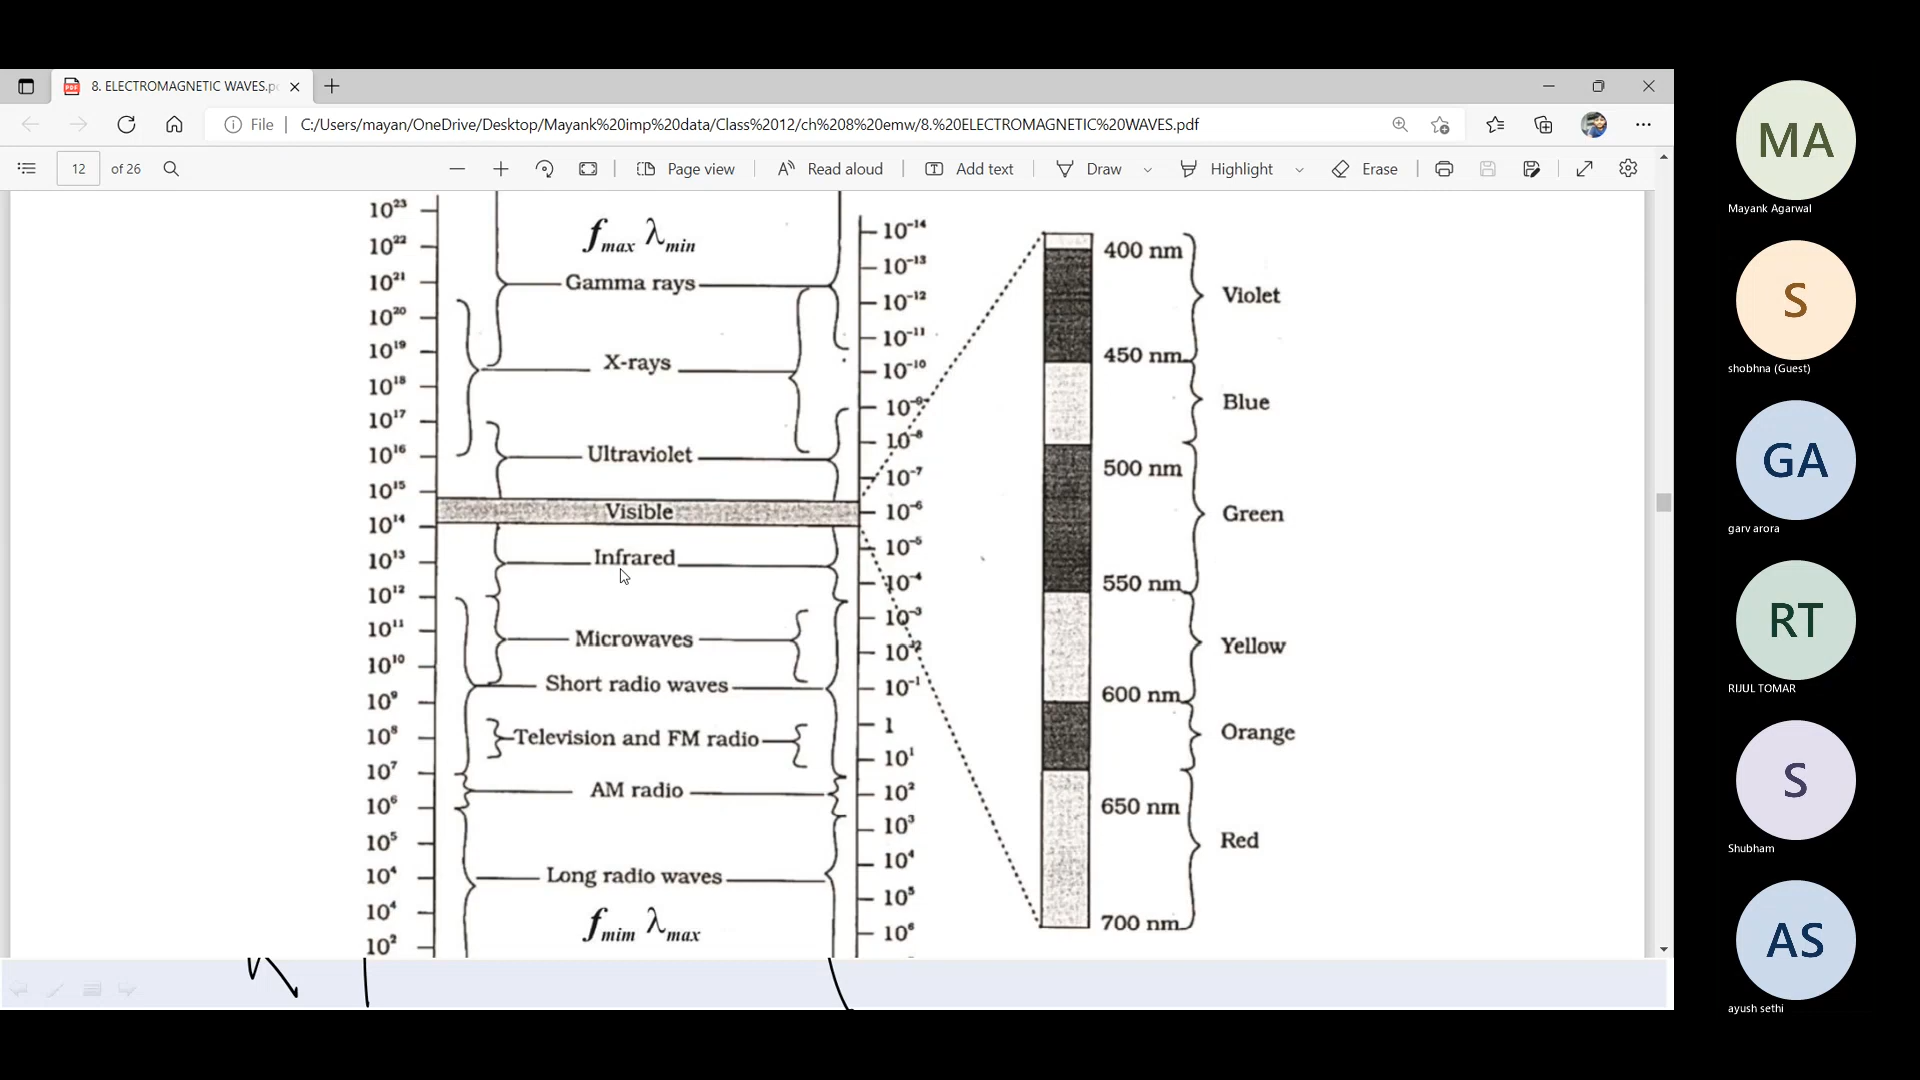 8. ELECTROMAGNETIC WAVES.p
File
C:/Users/mayan/OneDrive/Desktop/Mayank%20imp%20data/Class%2012/ch%208%20emw/8.%20ELECTROMAGNETIC%20WAVES.pdf
12 of 26
Page view
Read aloud
Add text
Draw
Highlight
Erase
10²³
10²²
10²¹
10²⁰
10¹⁹
10¹⁸
10¹⁷
10¹⁶
10¹⁵
10¹⁴
10¹³
10¹²
10¹¹
10¹⁰
10⁹
10⁸
10⁷
10⁶
10⁵
10⁴
10⁴
10²
f max λ min
Gamma rays
X-rays
Ultraviolet
Visible
Infrared
Microwaves
Short radio waves
Television and FM radio
AM radio
Long radio waves
f mim λ max
10⁻¹⁴
10⁻¹³
10⁻¹²
10⁻¹¹
10⁻¹⁰
10⁻⁹
10⁻⁸
10⁻⁷
10⁻⁶
10⁻⁵
10⁻⁴
10⁻³
10⁻¹
1
10¹
10²
10³
10⁴
10⁵
10⁶
400 nm
450 nm
500 nm
550 nm
600 nm
650 nm
700 nm
Violet
Blue
Green
Yellow
Orange
Red
MA
Mayank Agarwal
S
shobhna (Guest)
GA
garv arora
RT
RIJUL TOMAR
S
Shubham
AS
ayush sethi